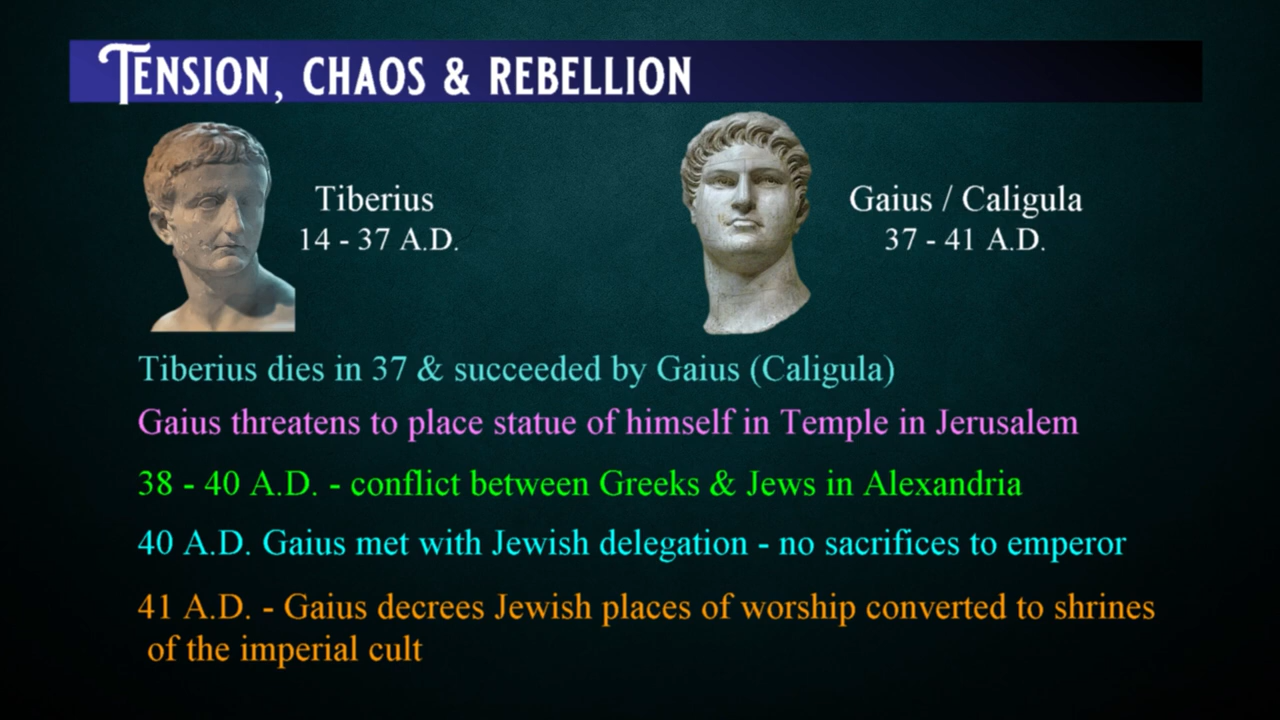 TENSION, CHAOS & REBELLION
Tiberius
14 - 37 A.D.
Gaius / Caligula
37 - 41 A.D.
Tiberius dies in 37 & succeeded by Gaius (Caligula)
Gaius threatens to place statue of himself in Temple in Jerusalem
38 - 40 A.D. - conflict between Greeks & Jews in Alexandria
40 A.D. Gaius met with Jewish delegation - no sacrifices to emperor
41 A.D. - Gaius decrees Jewish places of worship converted to shrines
of the imperial cult